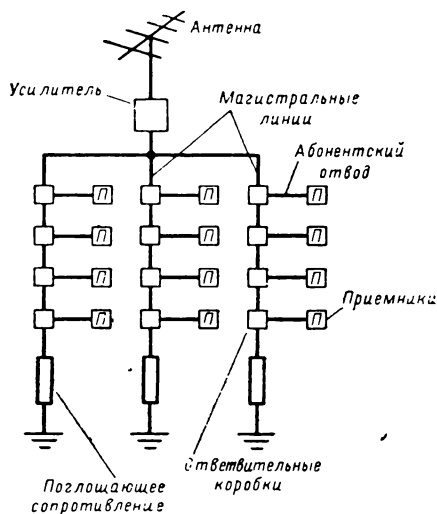 Антенна
Усилитель
Магистральные
линии
Абонентский
отвод
П П П
П П П
П П П
П П П
Приемники
Ответвительные
коробки
Поглощающее
сопротивление